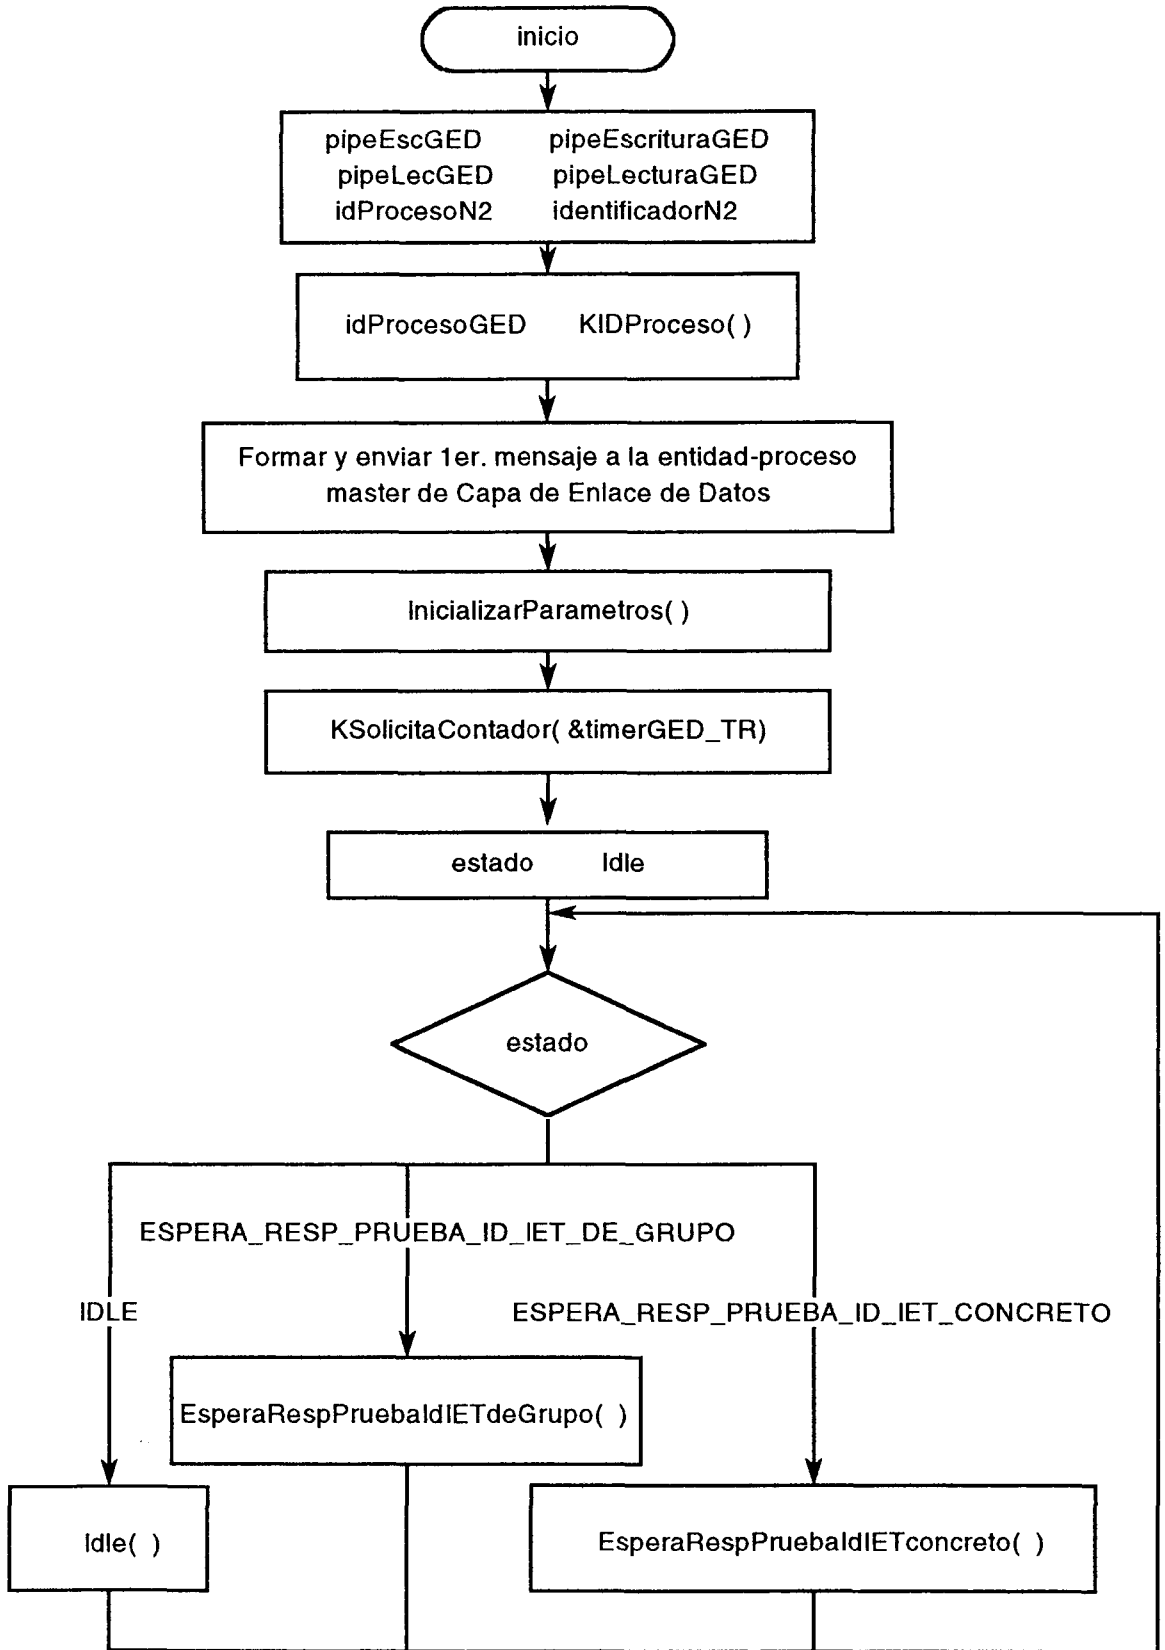 inicio
pipeEscGED pipeEscrituraGED
pipeLecGED pipeLecturaGED
idProcesoN2 identificadorN2
idProcesoGED KIDProceso( )
Formar y enviar 1er. mensaje a la entidad-proceso
master de Capa de Enlace de Datos
InicializarParametros( )
KSolicitaContador( &timerGED_TR)
estado Idle
estado
ESPERA_RESP_PRUEBA_ID_IET_DE_GRUPO
IDLE
ESPERA_RESP_PRUEBA_ID_IET_CONCRETO
EsperaRespPruebaIdIETdeGrupo( )
Idle( )
EsperaRespPruebaIdIETconcreto( )